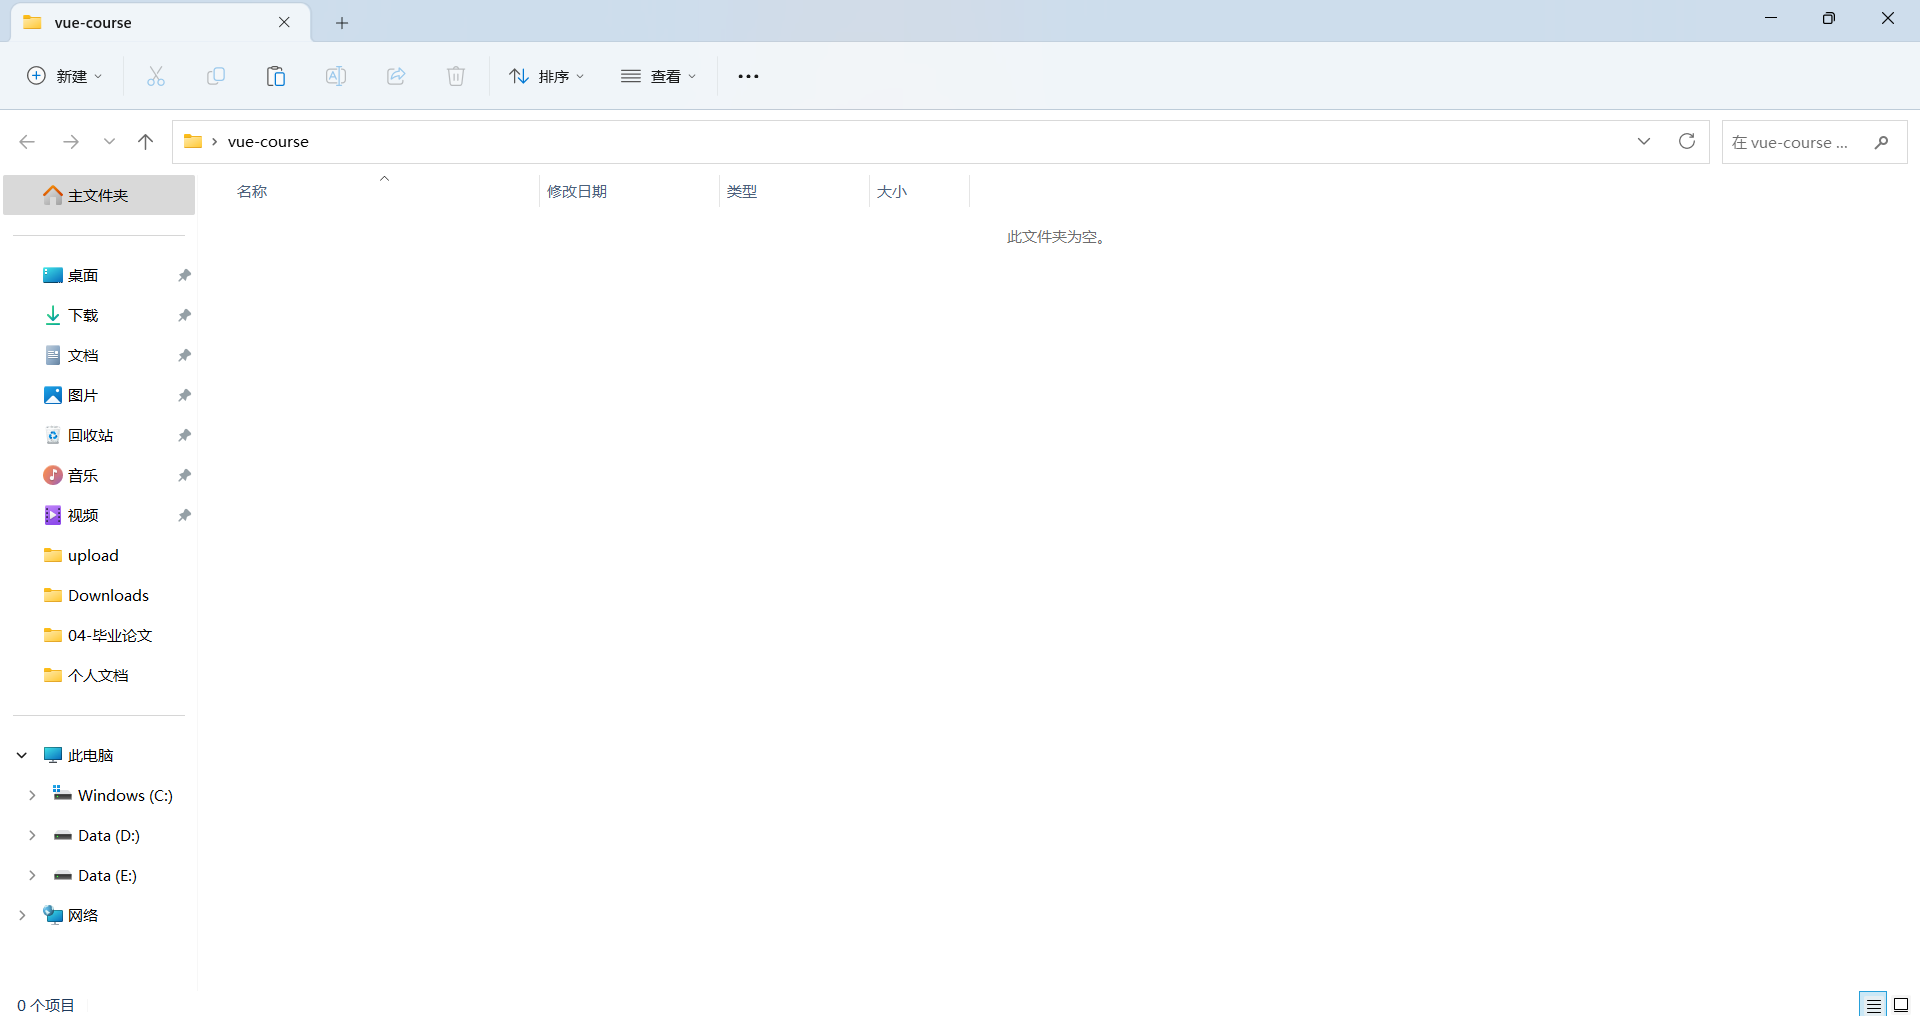 vue-course
新建
排序
查看
vue-course
在 vue-course ...
主文件夹
名称
修改日期
类型
大小
此文件夹为空。
桌面
下载
文档
图片
回收站
音乐
视频
upload
Downloads
04-毕业论文
个人文档
此电脑
Windows (C:)
Data (D:)
Data (E:)
网络
0 个项目